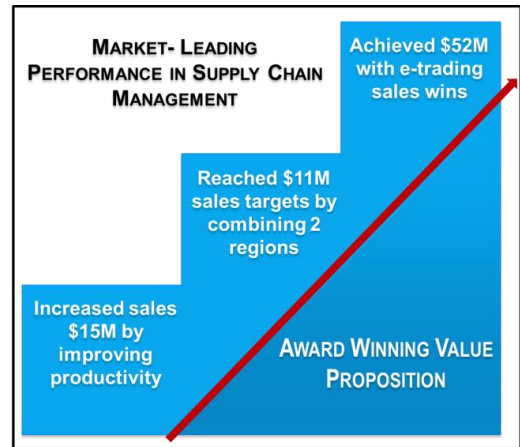 MARKET- LEADING
PERFORMANCE IN SUPPLY CHAIN
MANAGEMENT
Achieved $52M
with e-trading
sales wins
Reached $11M
sales targets by
combining 2
regions
Increased sales
$15M by
improving
productivity
AWARD WINNING VALUE
PROPOSITION